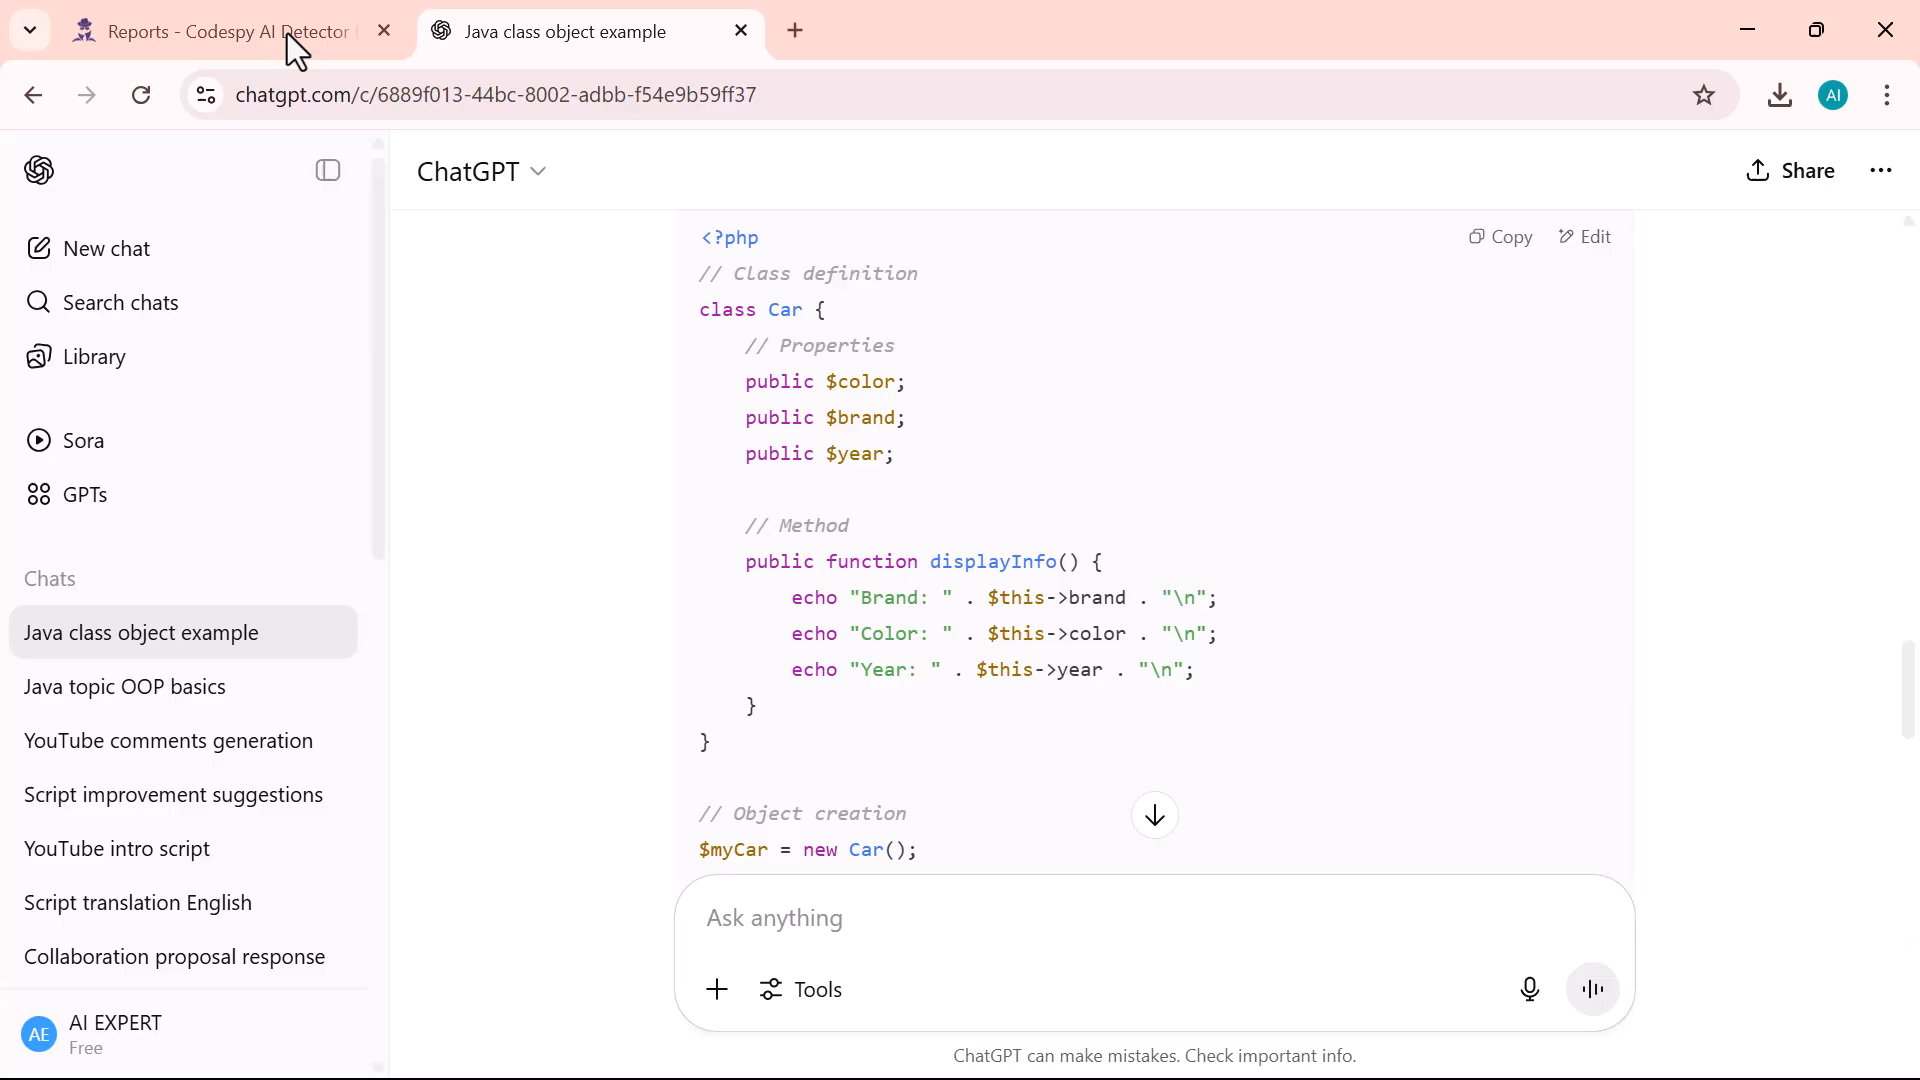 Reports - Codespy AI Detector
Java class object example
chatgpt.com/c/6889f013-44bc-8002-adbb-f54e9b59ff37
AI
ChatGPT
Share
New chat
Search chats
Library
Sora
GPTs
Chats
Java class object example
Java topic OOP basics
YouTube comments generation
Script improvement suggestions
YouTube intro script
Script translation English
Collaboration proposal response
AE
AI EXPERT
Free
Copy
Edit
<?php
// Class definition
class Car {
    // Properties
    public $color;
    public $brand;
    public $year;
    // Method
    public function displayInfo() {
        echo "Brand: " . $this->brand . "\n";
        echo "Color: " . $this->color . "\n";
        echo "Year: " . $this->year . "\n";
    }
}
// Object creation
$myCar = new Car();
Ask anything
Tools
ChatGPT can make mistakes. Check important info.